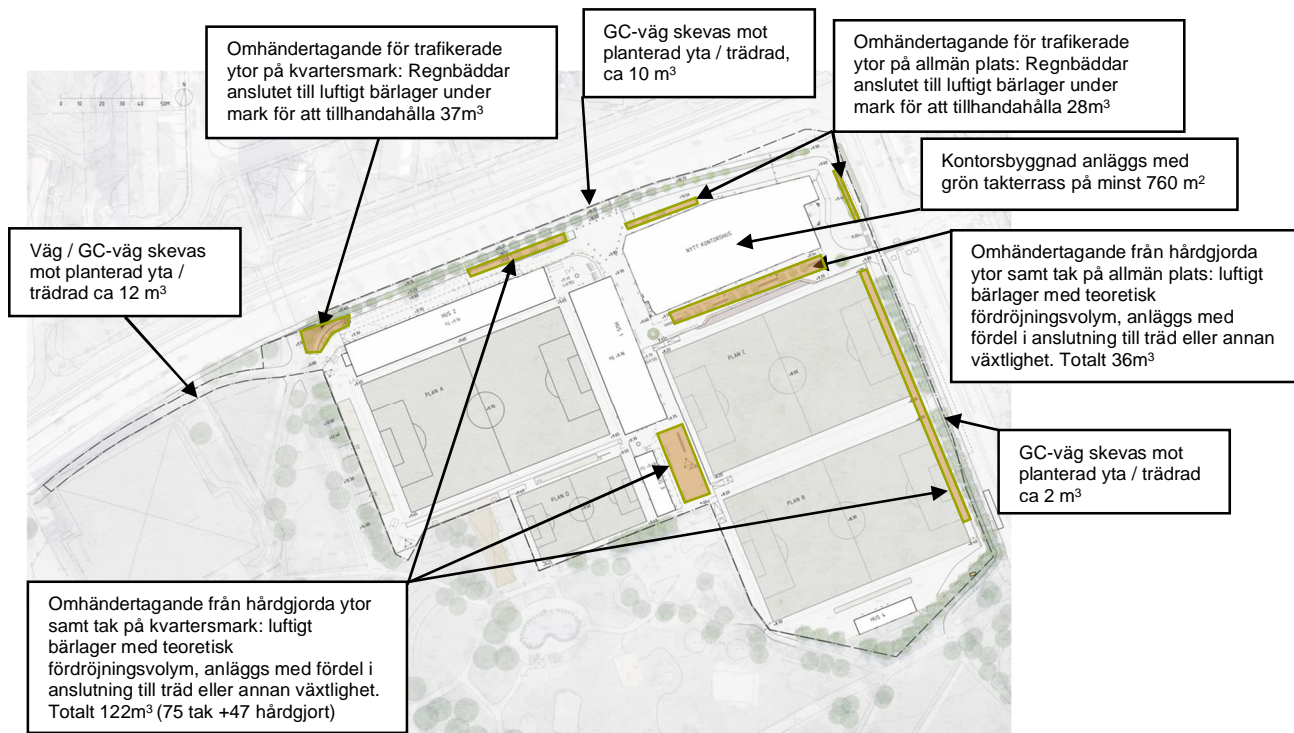 Omhändertagande för trafikerade
ytor på kvartersmark: Regnbäddar
anslutet till luftigt bärlager under
mark för att tillhandahålla 37m³
GC-väg skevas mot
planterad yta / trädrad,
ca 10 m³
Omhändertagande för trafikerade
ytor på allmän plats: Regnbäddar
anslutet till luftigt bärlager under
mark för att tillhandahålla 28m³
Kontorsbyggnad anläggs med
grön takterrass på minst 760 m²
Väg / GC-väg skevas
mot planterad yta /
trädrad ca 12 m³
Omhändertagande från hårdgjorda
ytor samt tak på allmän plats: luftigt
bärlager med teoretisk
fördröjningsvolym, anläggs med
fördel i anslutning till träd eller annan
växtlighet. Totalt 36m³
GC-väg skevas mot
planterad yta / trädrad
ca 2 m³
Omhändertagande från hårdgjorda ytor
samt tak på kvartersmark: luftigt
bärlager med teoretisk
fördröjningsvolym, anläggs med fördel i
anslutning till träd eller annan växtlighet.
Totalt 122m³ (75 tak +47 hårdgjort)
0 10 20 30 40 50M
NYTT KONTORSHUS
HUS 2
HUS 1
PLAN A
PLAN C
PLAN D
PLAN B
HUS 4